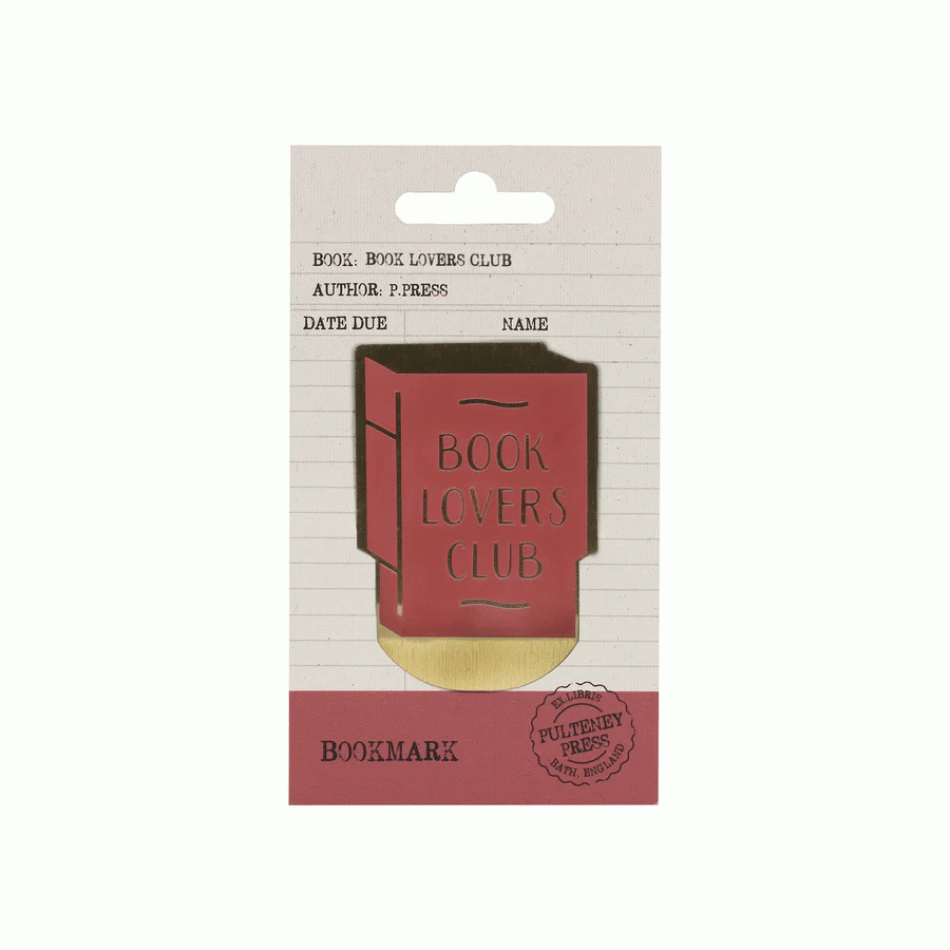 BOOK: BOOK LOVERS CLUB
AUTHOR: P.PRESS
DATE DUE NAME
BOOK
LOVERS
CLUB
BOOKMARK
EX LIBRIS
PULTENEY
PRESS
BATH, ENGLAND